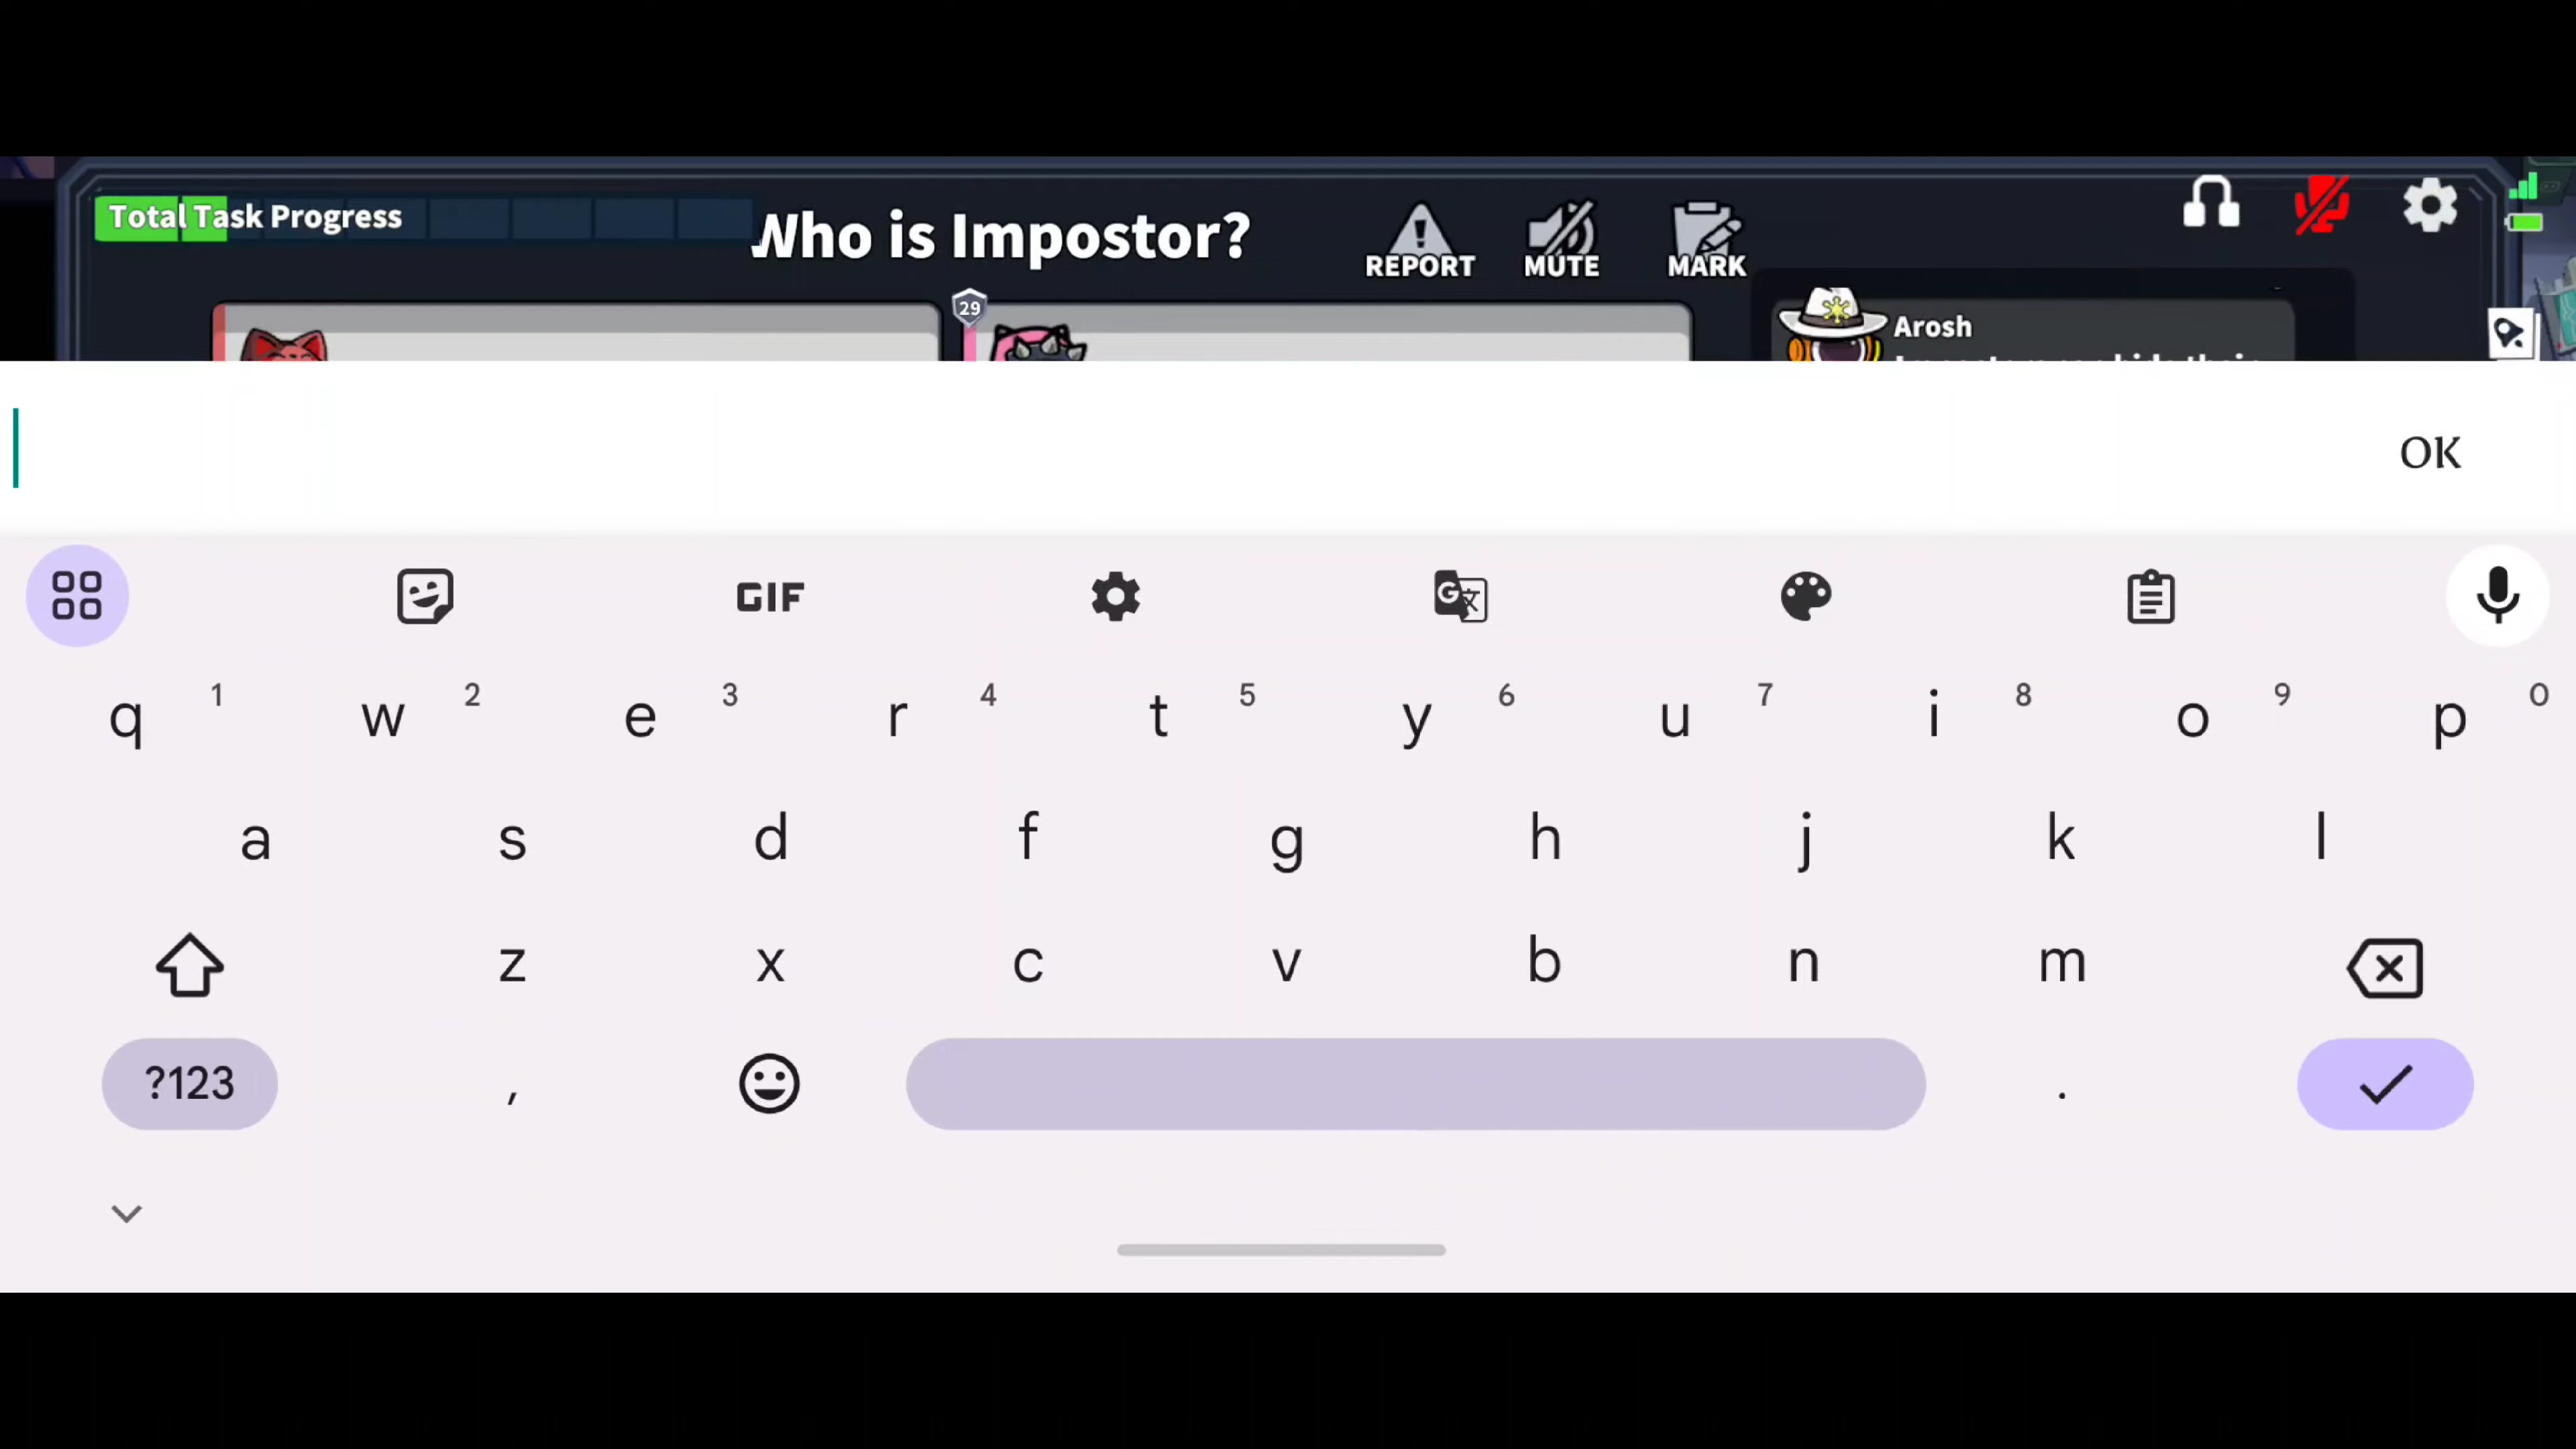 Total Task Progress
Who is Impostor?
REPORT
MUTE
MARK
29
Arosh
OK
GIF
G
q 1 w 2 e 3 r 4 t 5 y 6 u 7 i 8 o 9 p 0
a s d f g h j k l
z x c v b n m
?123 , .